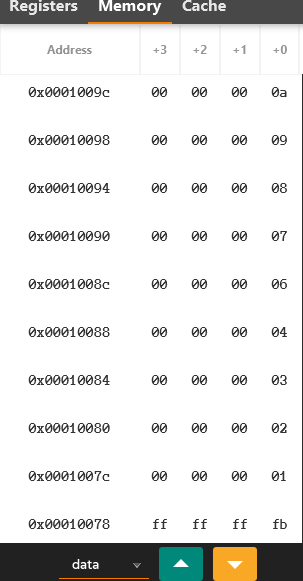 Registers Memory Cache
Address +3 +2 +1 +0
0x0001009c 00 00 00 0a
0x00010098 00 00 00 09
0x00010094 00 00 00 08
0x00010090 00 00 00 07
0x0001008c 00 00 00 06
0x00010088 00 00 00 04
0x00010084 00 00 00 03
0x00010080 00 00 00 02
0x0001007c 00 00 00 01
0x00010078 ff ff ff fb
data